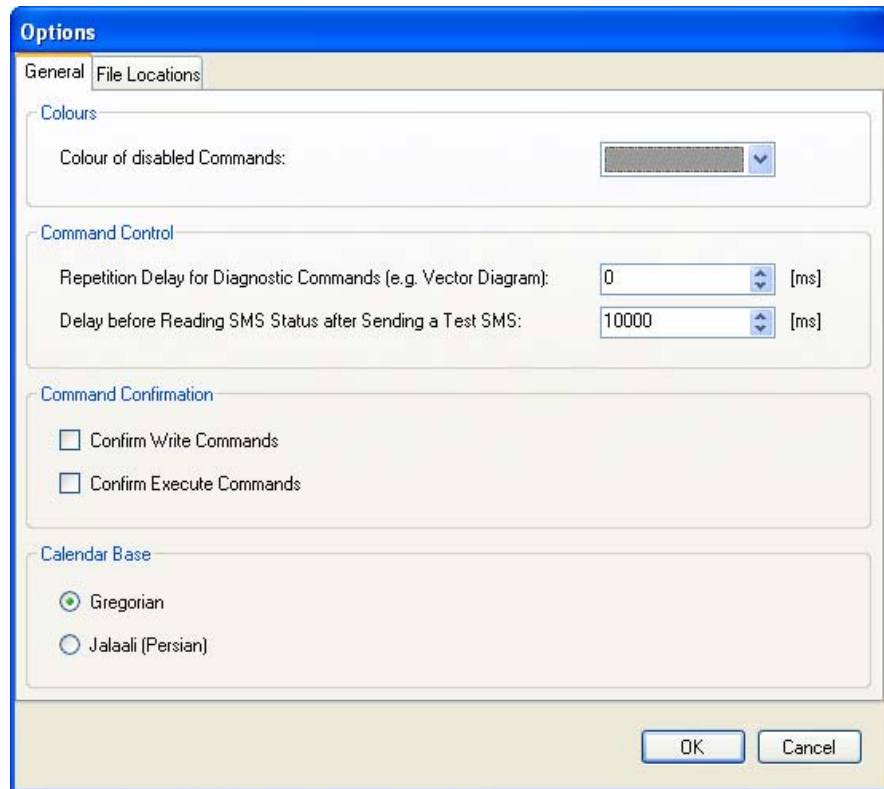 Options
General File Locations
Colours
Colour of disabled Commands:
Command Control
Repetition Delay for Diagnostic Commands (e.g. Vector Diagram): 0 [ms]
Delay before Reading SMS Status after Sending a Test SMS: 10000 [ms]
Command Confirmation
Confirm Write Commands
Confirm Execute Commands
Calendar Base
Gregorian
Jalaali (Persian)
OK Cancel